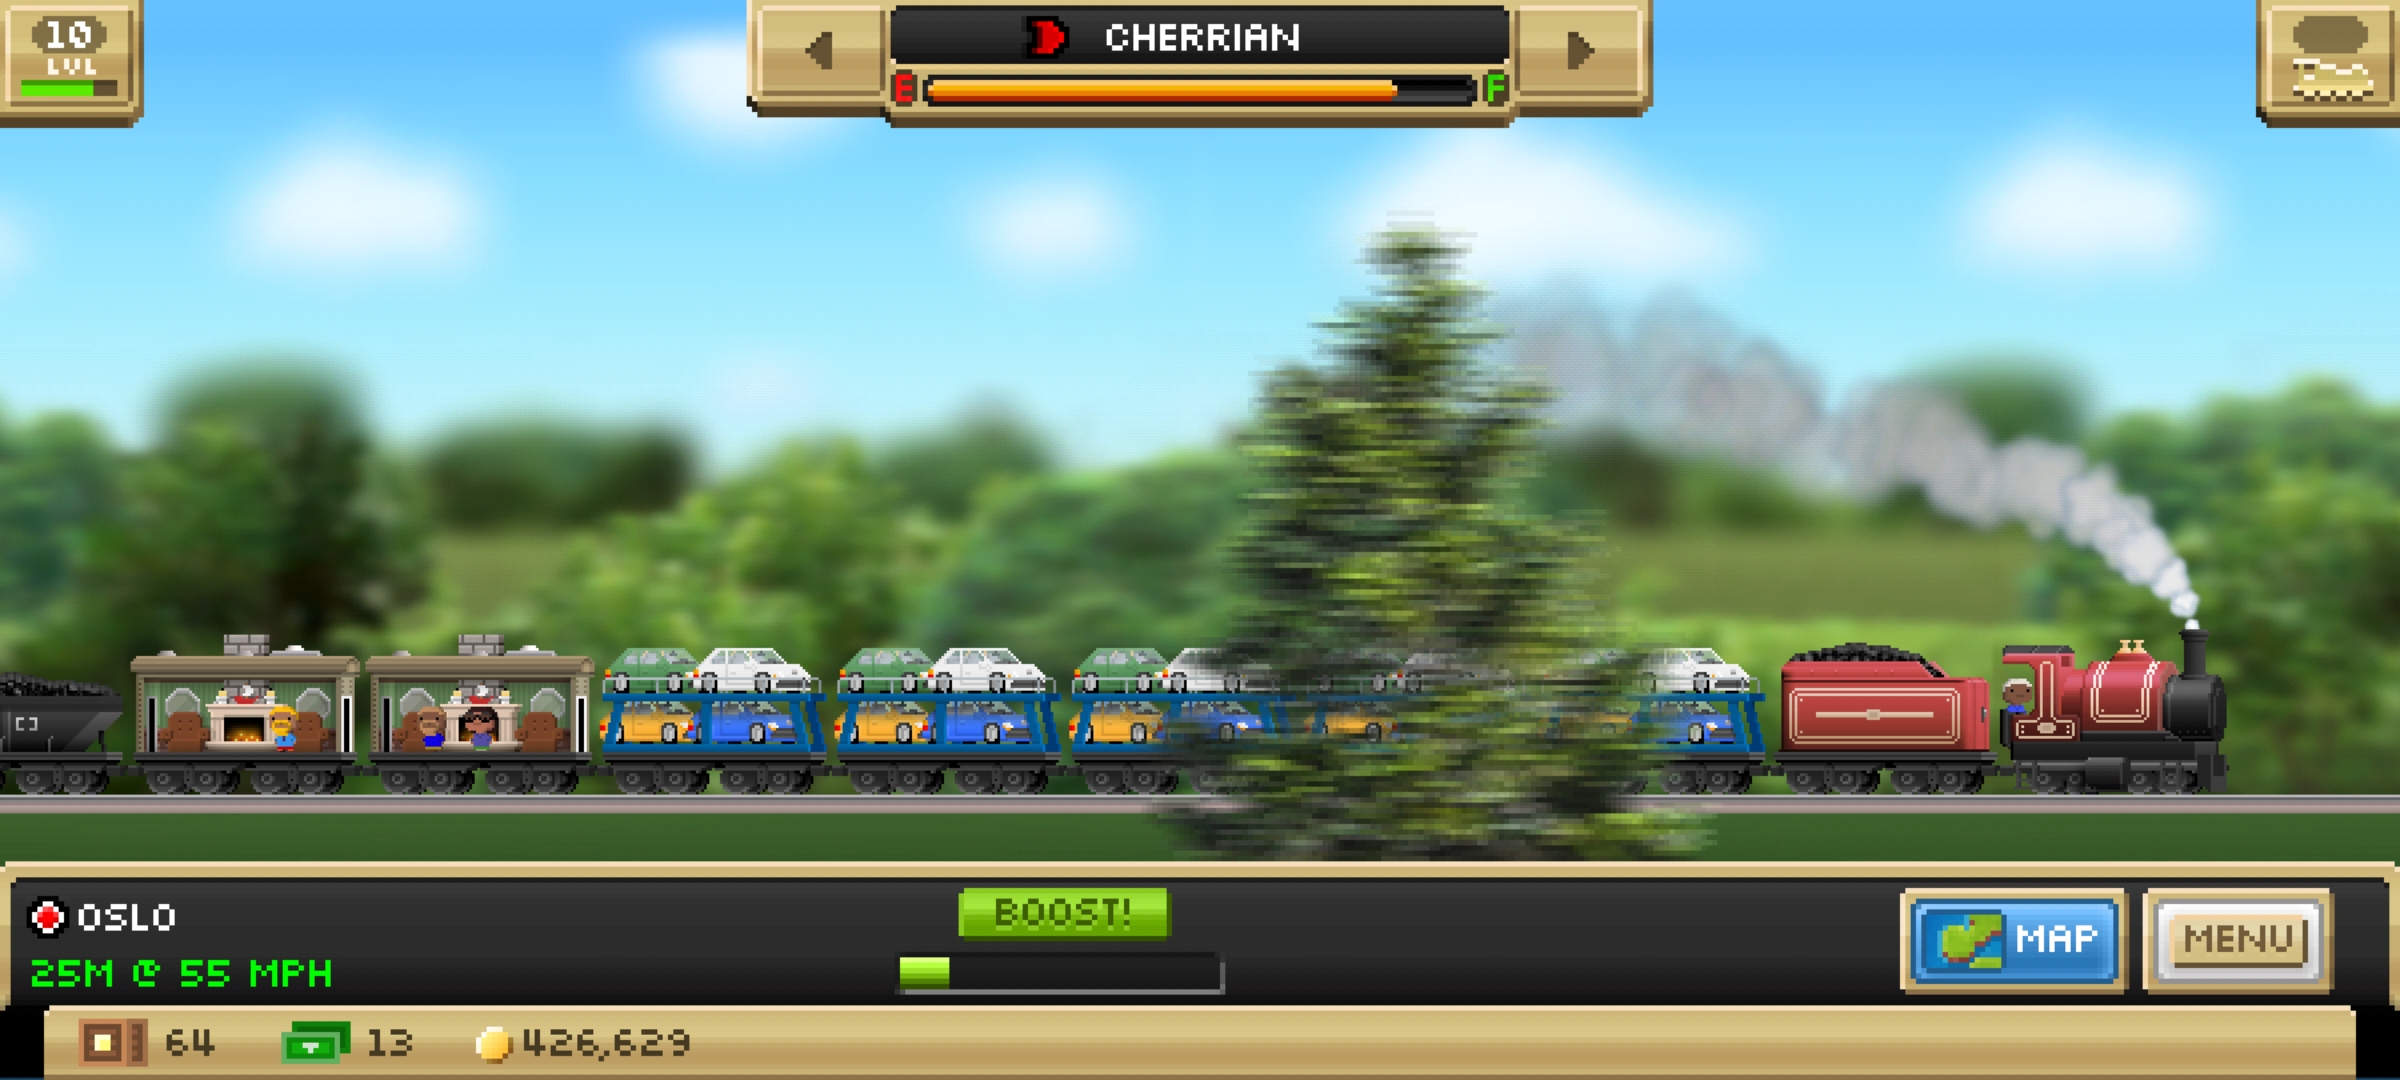 10
LVL
CHERRIAN
E F
OSLO
25M @ 55 MPH
BOOST!
MAP
MENU
64 13 426,629